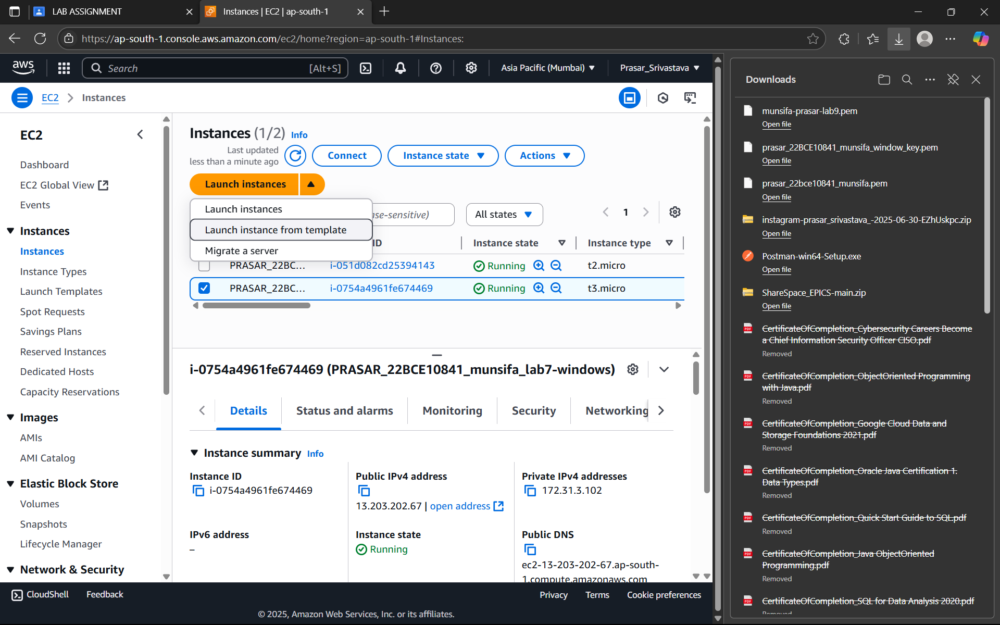 LAB ASSIGNMENT
Instances | EC2 | ap-south-1
https://ap-south-1.console.aws.amazon.com/ec2/home?region=ap-south-1#Instances:
aws
Search
[Alt+S]
Asia Pacific (Mumbai)
Prasar_Srivastava
EC2
Instances
EC2
Dashboard
EC2 Global View
Events
Instances
Instances
Instance Types
Launch Templates
Spot Requests
Savings Plans
Reserved Instances
Dedicated Hosts
Capacity Reservations
Images
AMIs
AMI Catalog
Elastic Block Store
Volumes
Snapshots
Lifecycle Manager
Network & Security
Instances (1/2) Info
Last updated
less than a minute ago
Connect
Instance state
Actions
Launch instances
Launch instances
Launch instance from template
Migrate a server
-sensitive)
All states
1
ID
Instance state
Instance type
PRASAR_22BC...
i-051d082cd25394143
Running
t2.micro
PRASAR_22BC...
i-0754a4961fe674469
Running
t3.micro
i-0754a4961fe674469 (PRASAR_22BCE10841_munsifa_lab7-windows)
Details
Status and alarms
Monitoring
Security
Networking
Instance summary Info
Instance ID
i-0754a4961fe674469
Public IPv4 address
13.203.202.67 | open address
Private IPv4 addresses
172.31.3.102
IPv6 address
–
Instance state
Running
Public DNS
ec2-13-203-202-67.ap-south-
1.compute.amazonaws.com
CloudShell
Feedback
Privacy
Terms
Cookie preferences
© 2025, Amazon Web Services, Inc. or its affiliates.
Downloads
munsifa-prasar-lab9.pem
Open file
prasar_22BCE10841_munsifa_window_key.pem
Open file
prasar_22bce10841_munsifa.pem
Open file
instagram-prasar_srivastava_-2025-06-30-EZhUskpc.zip
Open file
Postman-win64-Setup.exe
Open file
ShareSpace_EPICS-main.zip
Open file
CertificateOfCompletion_Cybersecurity Careers Become
a Chief Information Security Officer CISO.pdf
Removed
CertificateOfCompletion_ObjectOriented Programming
with Java.pdf
Removed
CertificateOfCompletion_Google Cloud Data and
Storage Foundations 2021.pdf
Removed
CertificateOfCompletion_Oracle Java Certification 1.
Data Types.pdf
Removed
CertificateOfCompletion_Quick Start Guide to SQL.pdf
Removed
CertificateOfCompletion_Java ObjectOriented
Programming.pdf
Removed
CertificateOfCompletion_SQL for Data Analysis 2020.pdf
Removed